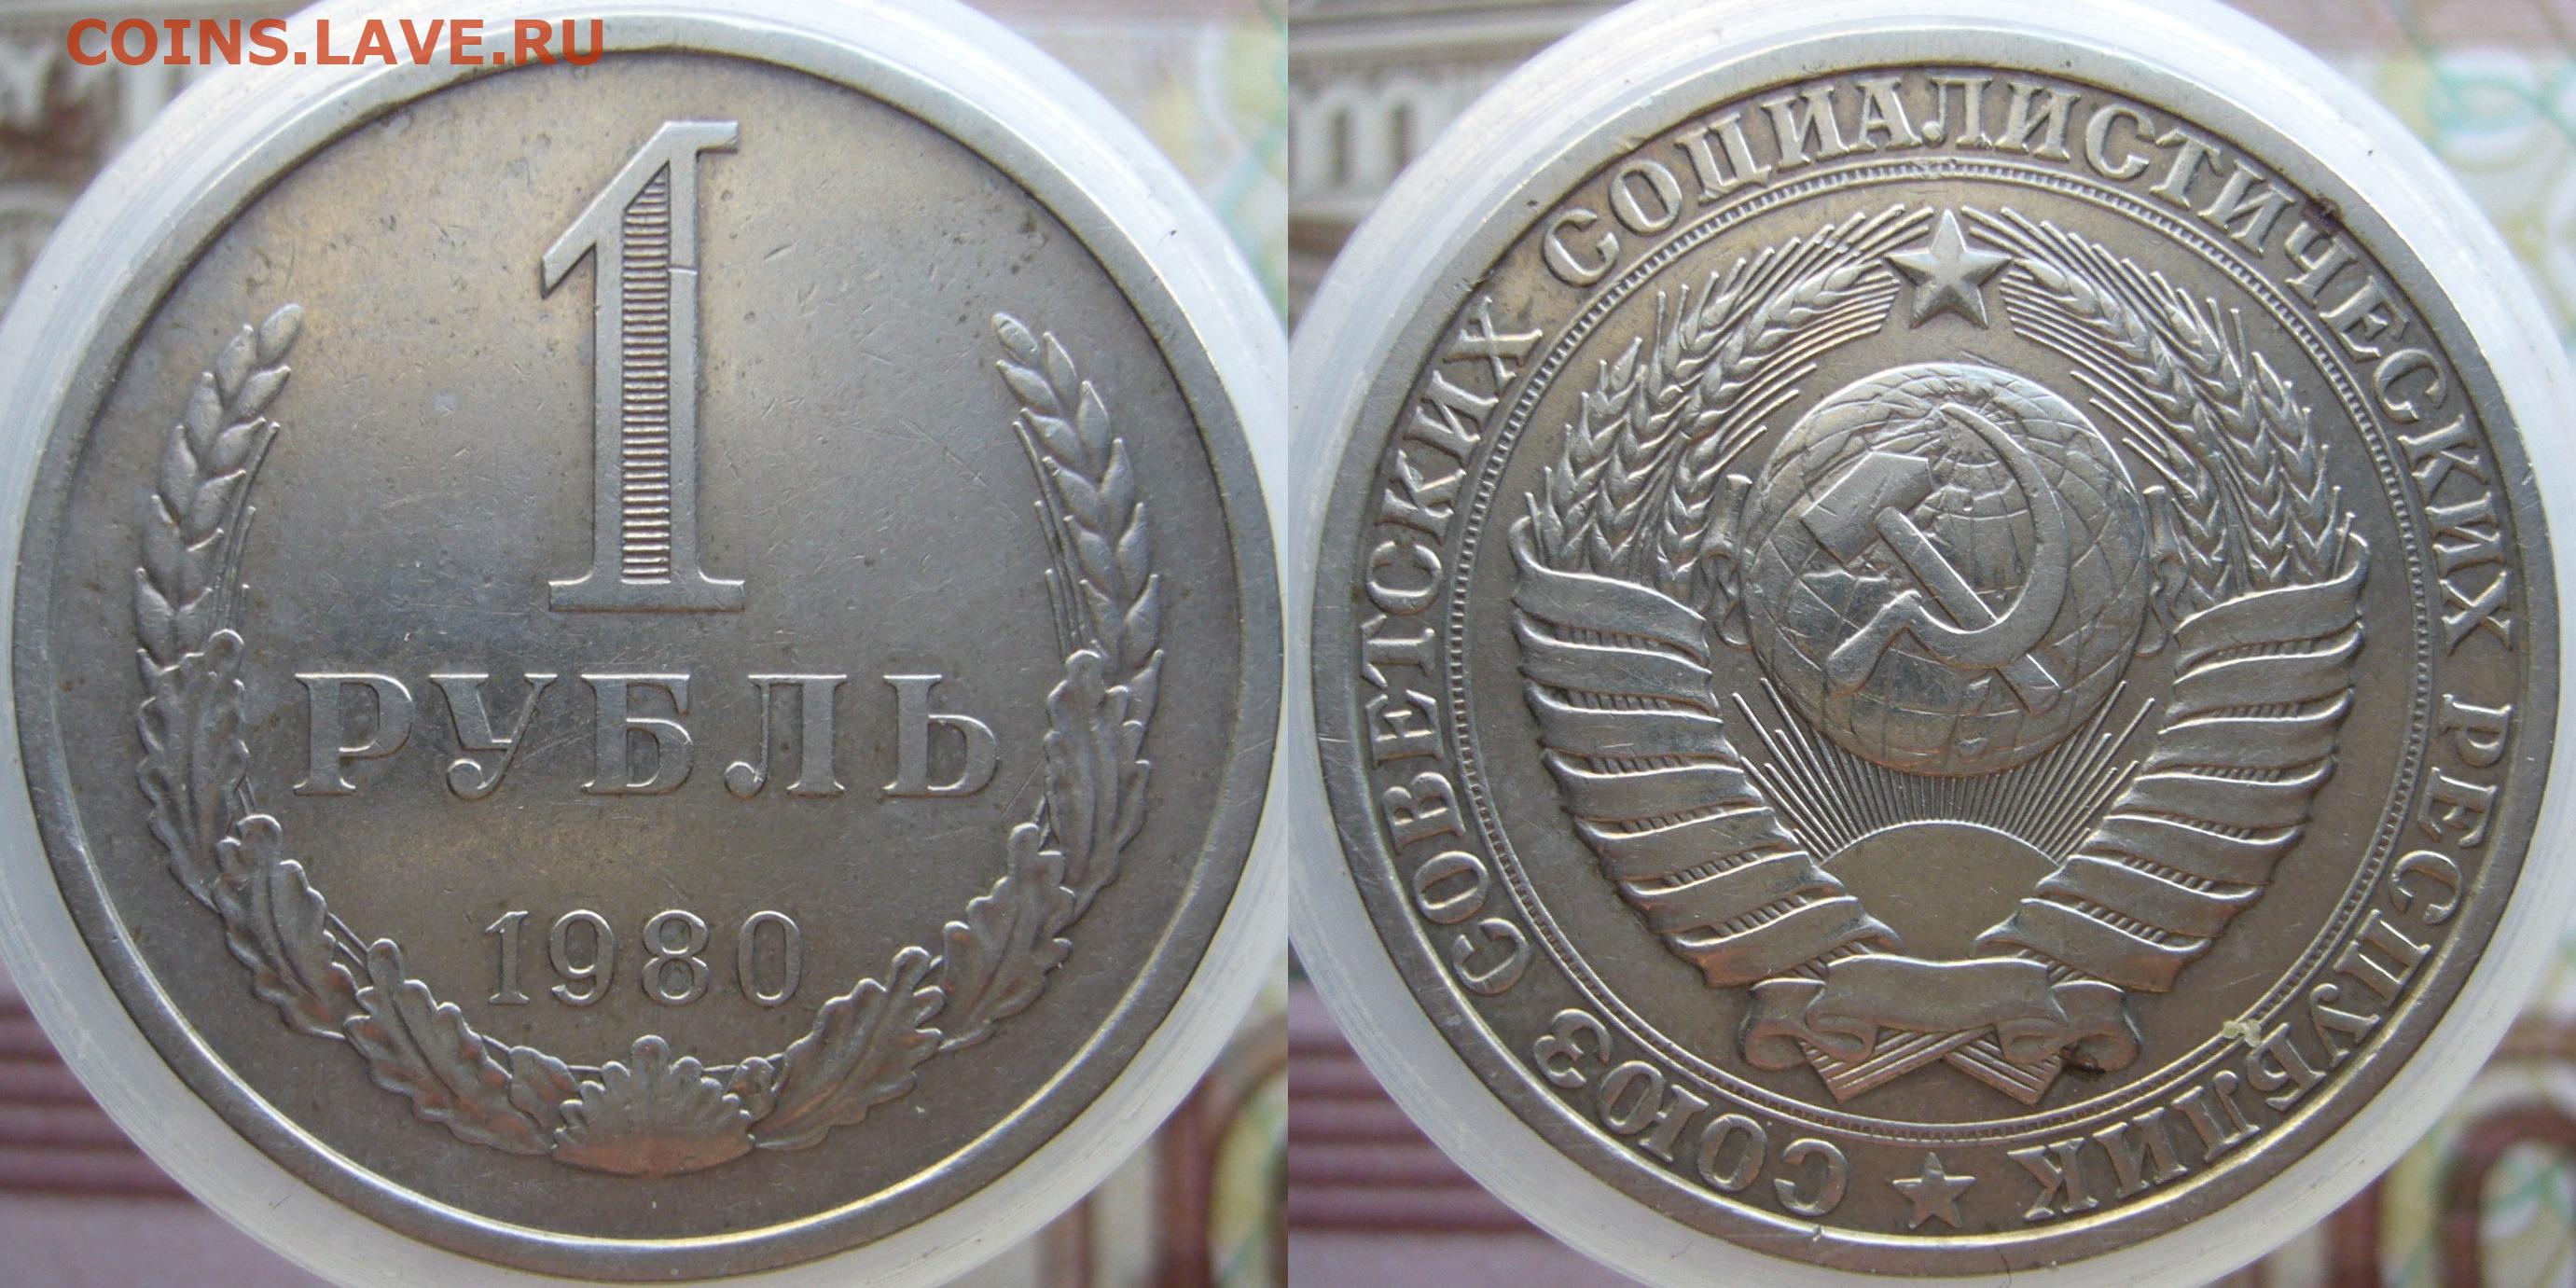 COINS.LAVE.RU
1
РУБЛЬ
1980
СОЮЗ СОВЕТСКИХ СОЦИАЛИСТИЧЕСКИХ РЕСПУБЛИК